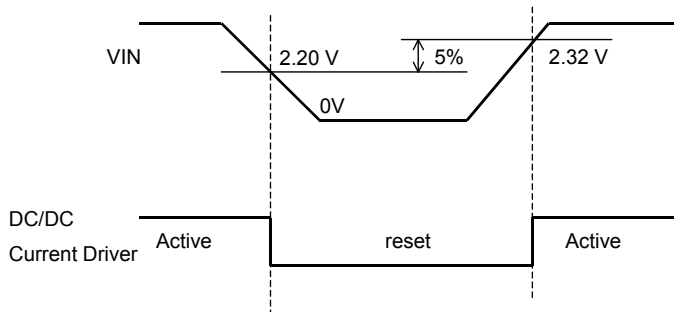 VIN
2.20 V
5%
2.32 V
0V
DC/DC
Current Driver
Active
reset
Active